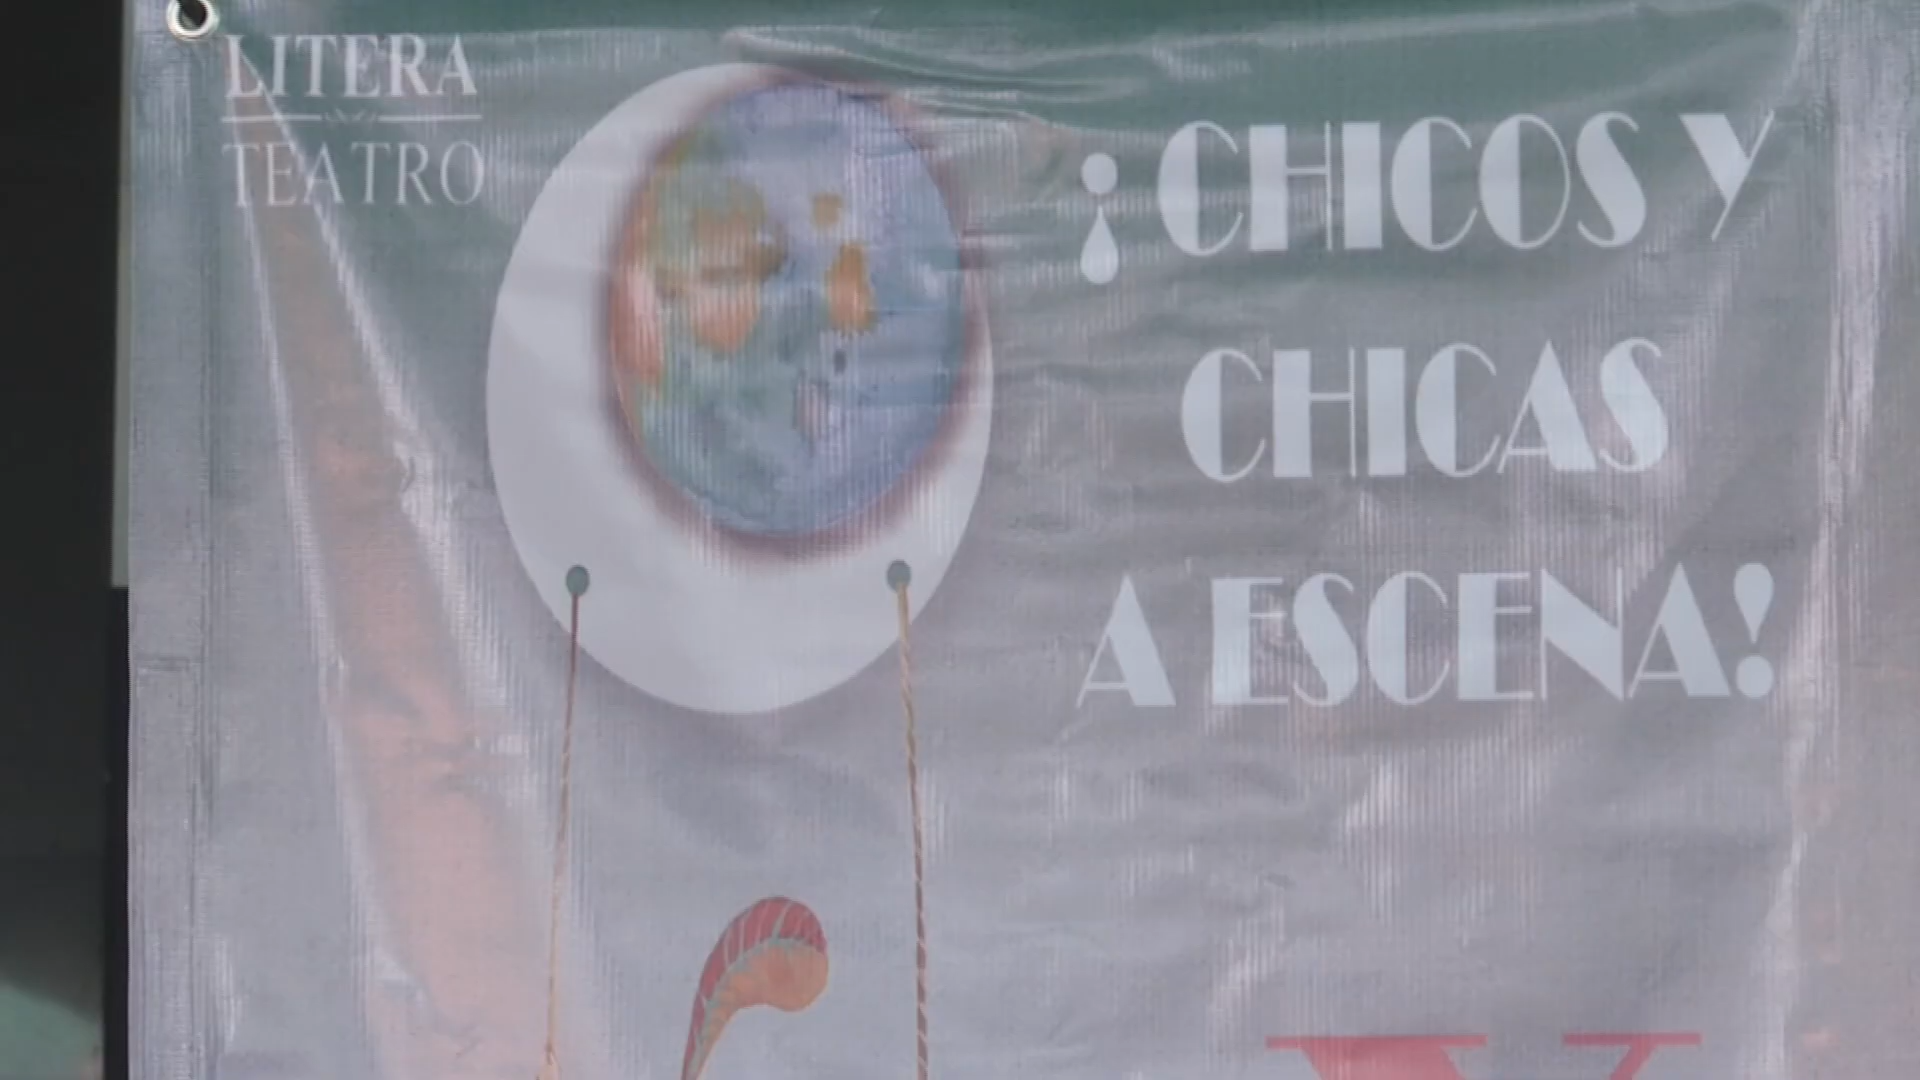 LITERA
TEATRO
¡CHICOS Y
CHICAS
A ESCENA!